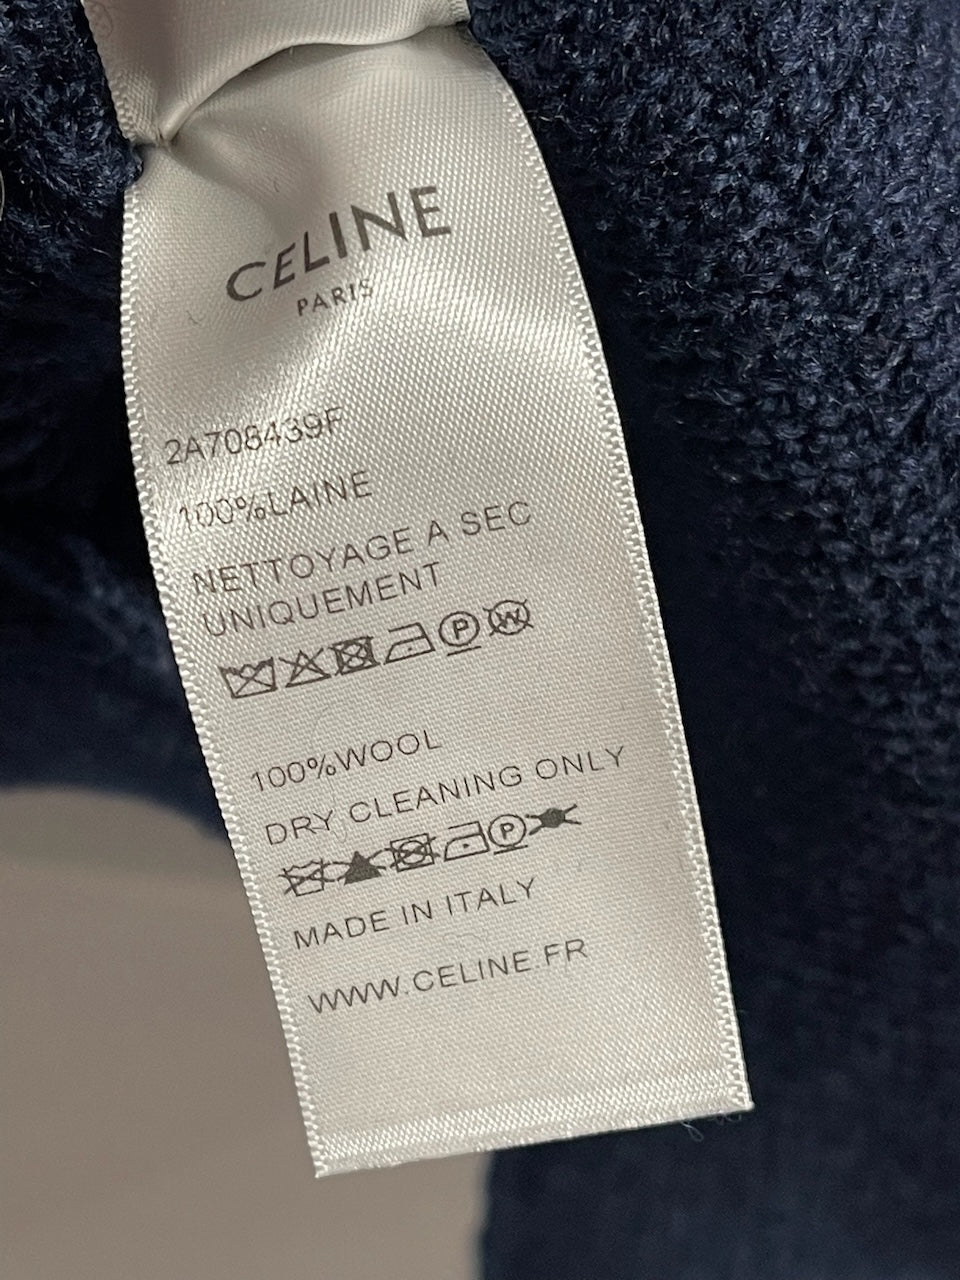 CELINE
PARIS
2A708439F
100%LAINE
NETTOYAGE A SEC
UNIQUEMENT
P W
100%WOOL
DRY CLEANING ONLY
P
MADE IN ITALY
WWW.CELINE.FR